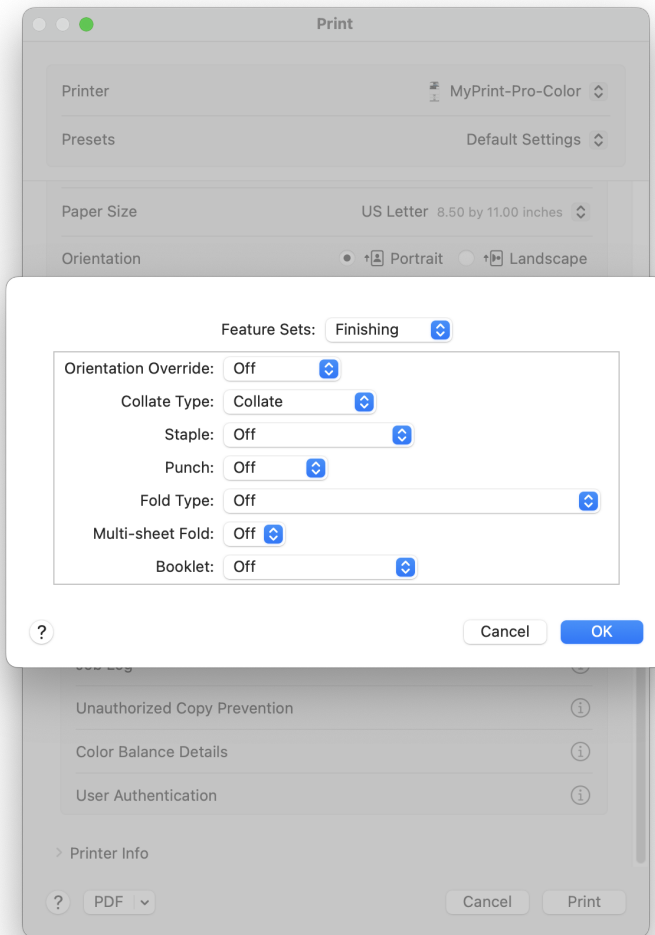 Print
Printer MyPrint-Pro-Color
Presets Default Settings
Paper Size US Letter 8.50 by 11.00 inches
Orientation Portrait Landscape
Feature Sets: Finishing
Orientation Override: Off
Collate Type: Collate
Staple: Off
Punch: Off
Fold Type: Off
Multi-sheet Fold: Off
Booklet: Off
? Cancel OK
Job Log
Unauthorized Copy Prevention
Color Balance Details
User Authentication
Printer Info
? PDF Cancel Print